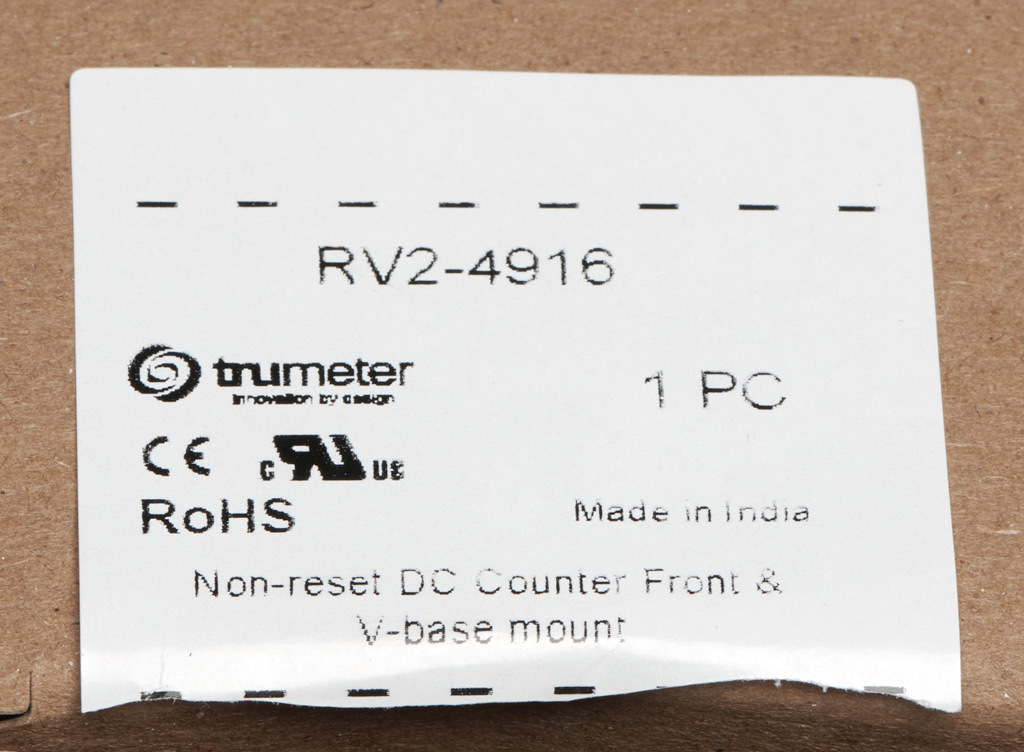 RV2-4916
trumeter
innovation by design
1 PC
CE
c RU US
RoHS
Made in India
Non-reset DC Counter Front &
V-base mount